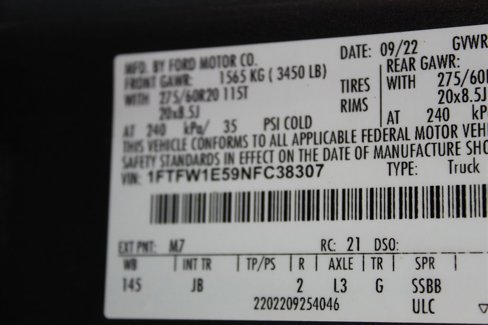 MFD. BY FORD MOTOR CO.
DATE: 09/22 GVWR
FRONT GAWR: 1565 KG ( 3450 LB)
REAR GAWR:
WITH 275/60R20 115T TIRES WITH 275/60
20x8.5J RIMS 20x8.5J
AT 240 kPa/ 35 PSI COLD AT 240 kP
THIS VEHICLE CONFORMS TO ALL APPLICABLE FEDERAL MOTOR VEHIC
SAFETY STANDARDS IN EFFECT ON THE DATE OF MANUFACTURE SHO
VIN: 1FTFW1E59NFC38307 TYPE: Truck
EXT PNT: M7 RC: 21 DSO:
WB INT TR TP/PS R AXLE TR SPR
145 JB 2 L3 G SSBB
2202209254046 ULC